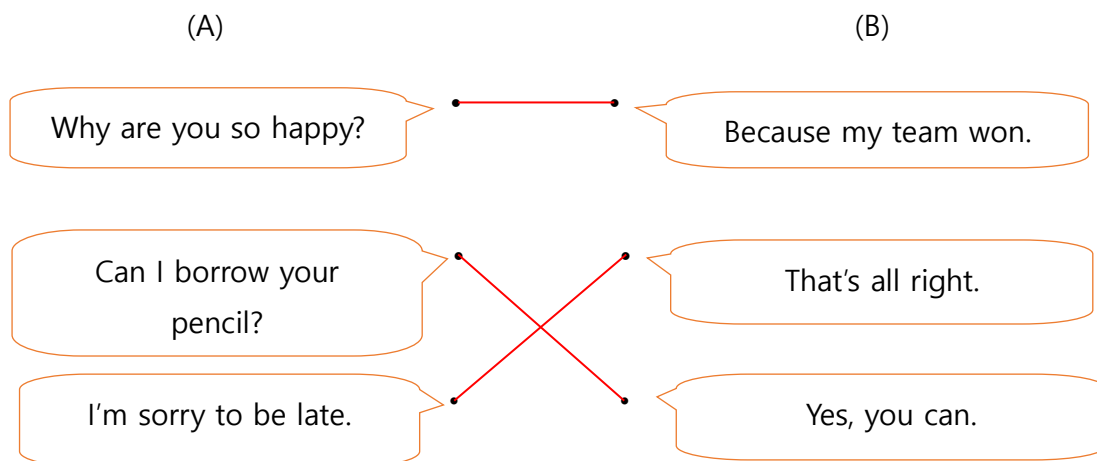 (A)
(B)
Why are you so happy?
Because my team won.
Can I borrow your
pencil?
That’s all right.
I’m sorry to be late.
Yes, you can.